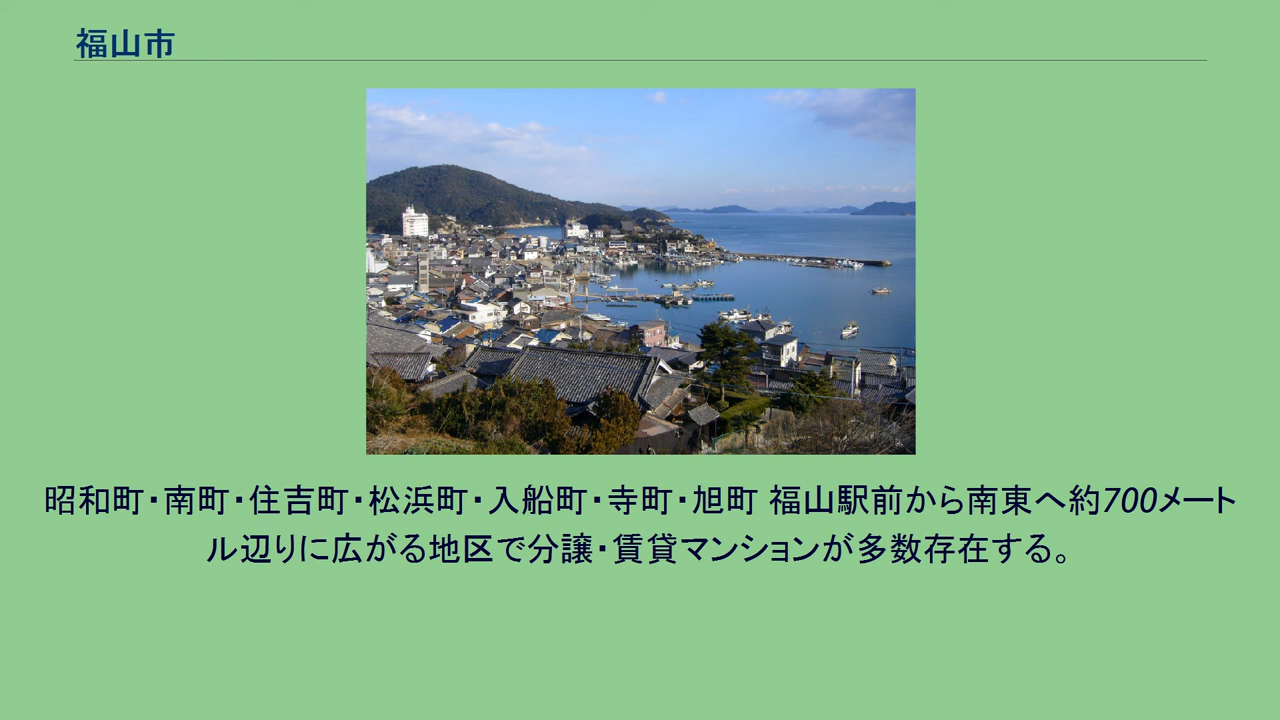 福山市
昭和町・南町・住吉町・松浜町・入船町・寺町・旭町 福山駅前から南東へ約700メート
ル辺りに広がる地区で分譲・賃貸マンションが多数存在する。